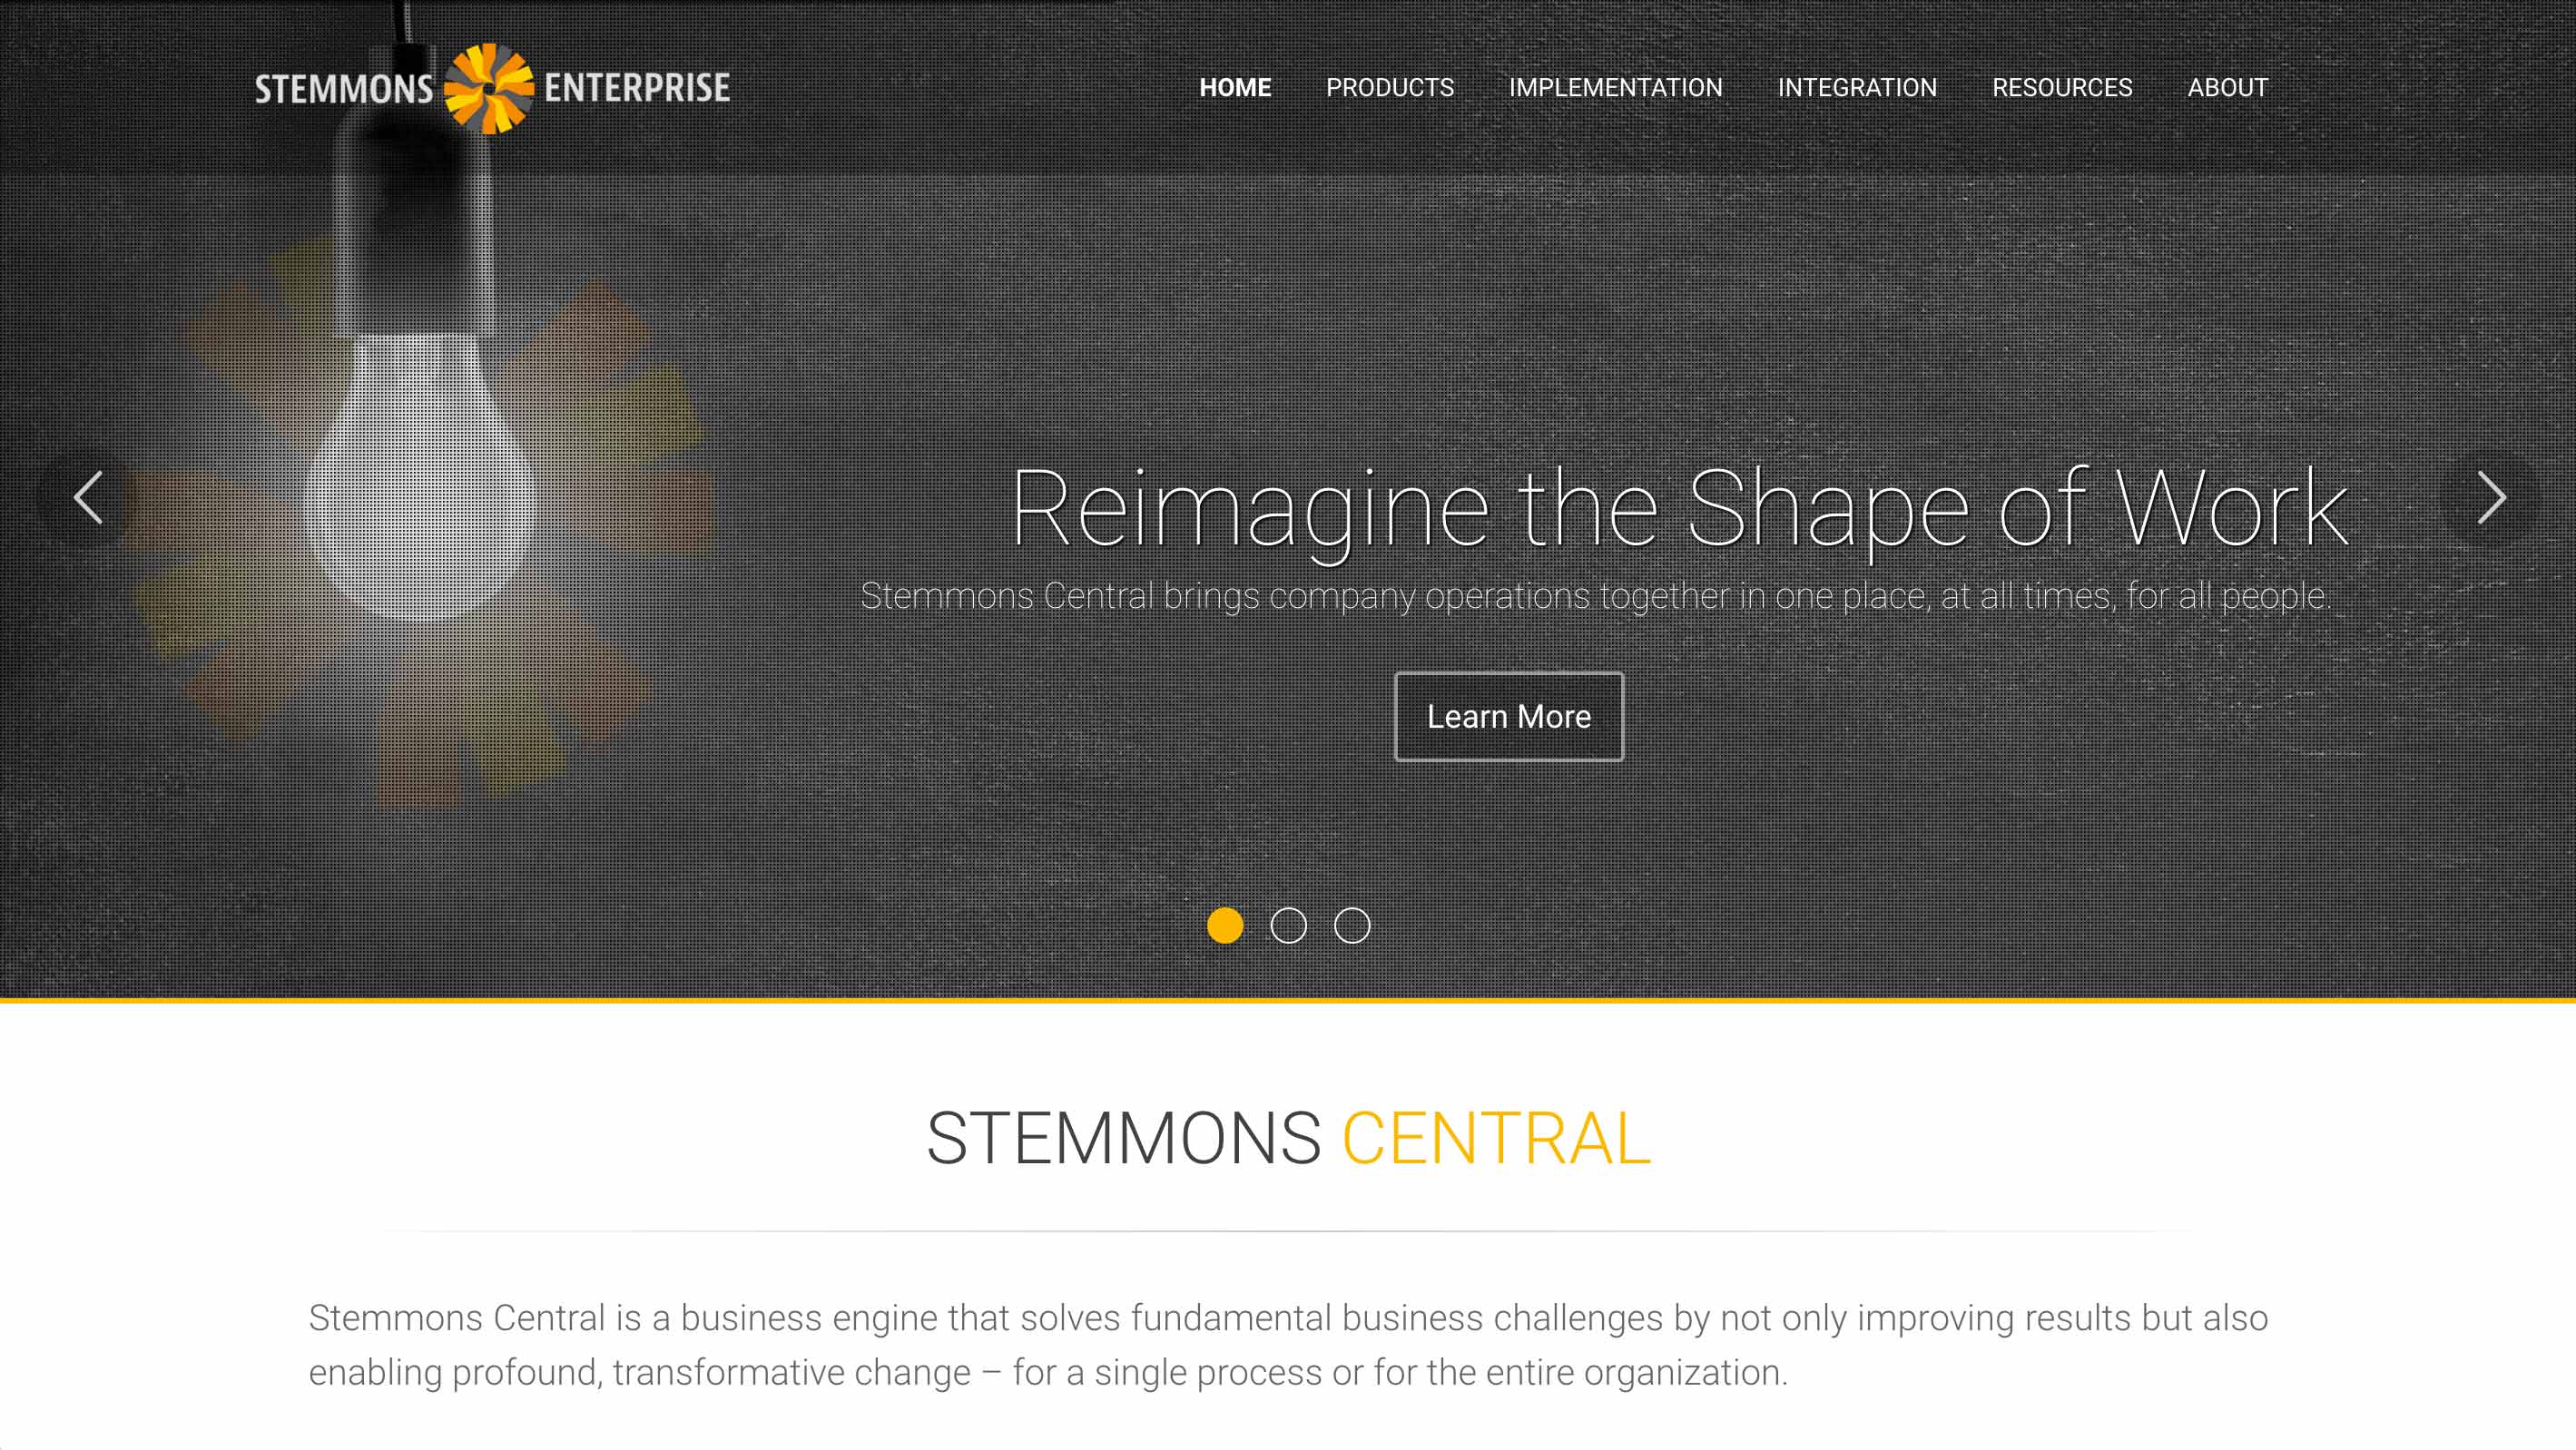 STEMMONS ENTERPRISE
HOME PRODUCTS IMPLEMENTATION INTEGRATION RESOURCES ABOUT
Reimagine the Shape of Work
Stemmons Central brings company operations together in one place, at all times, for all people.
Learn More
STEMMONS CENTRAL
Stemmons Central is a business engine that solves fundamental business challenges by not only improving results but also
enabling profound, transformative change – for a single process or for the entire organization.